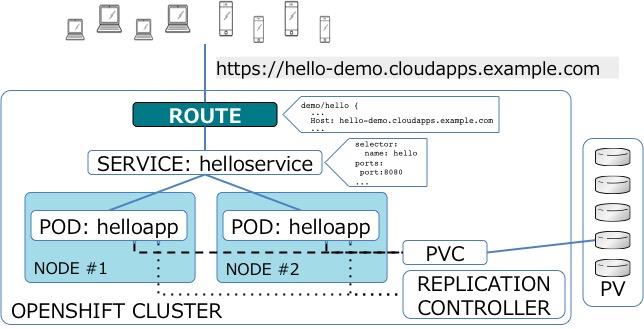 https://hello-demo.cloudapps.example.com
ROUTE
demo/hello {
...
Host: hello-demo.cloudapps.example.com
...
SERVICE: helloservice
selector:
name: hello
ports:
port:8080
...
POD: helloapp
POD: helloapp
NODE #1
NODE #2
PVC
PV
REPLICATION
CONTROLLER
OPENSHIFT CLUSTER